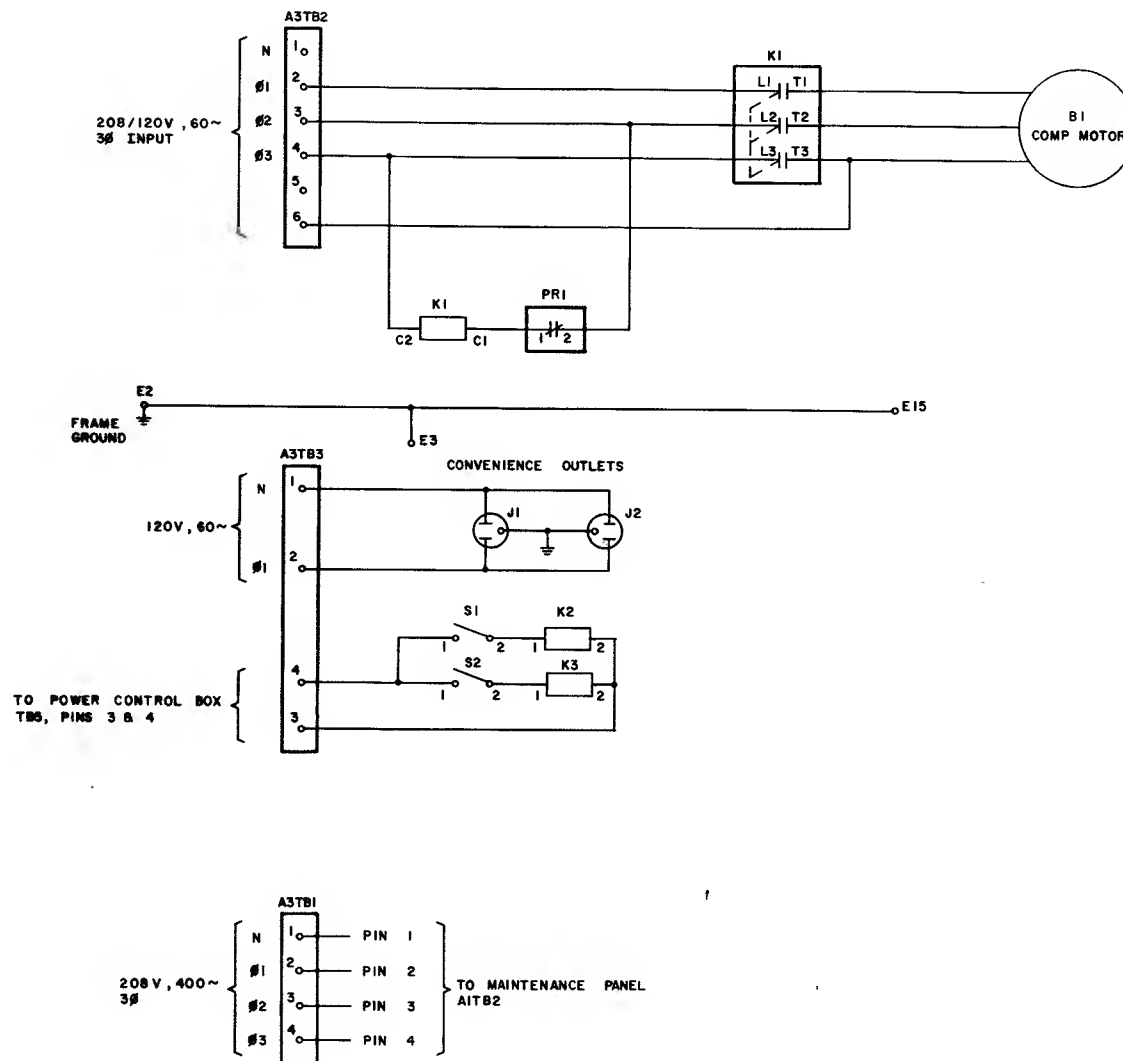 A3TB2
N
1
Ø1
2
208/120V, 60~
3Ø INPUT
Ø2
3
Ø3
4
5
6
K1
L1 T1
L2 T2
L3 T3
B1
COMP MOTOR
K1
C2 C1
PR1
1 2
E2
FRAME
GROUND
E3
E15
A3TB3
CONVENIENCE OUTLETS
N
1
120V, 60~
Ø1
2
J1
J2
S1
K2
1 2 1 2
S2
K3
1 2 1 2
4
TO POWER CONTROL BOX
TB5, PINS 3 & 4
3
A3TB1
N 1 PIN 1
Ø1 2 PIN 2
208V, 400~
3Ø
Ø2 3 PIN 3
Ø3 4 PIN 4
TO MAINTENANCE PANEL
A1TB2